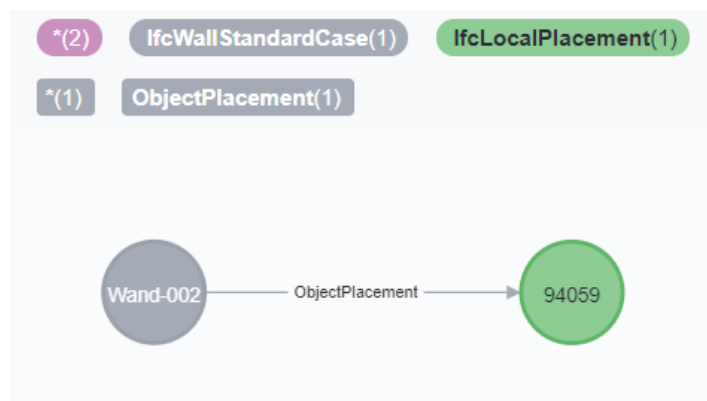 *(2) IfcWallStandardCase(1) IfcLocalPlacement(1)
*(1) ObjectPlacement(1)
Wand-002 ObjectPlacement 94059